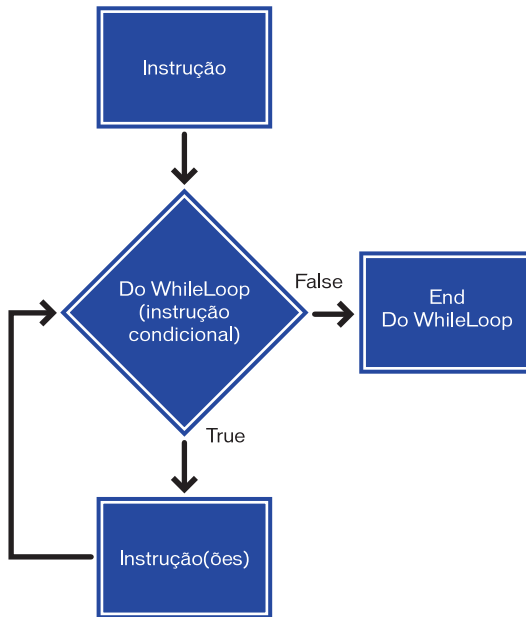 Instrução
Do WhileLoop
(instrução
condicional)
False
End
Do WhileLoop
True
Instrução(ões)